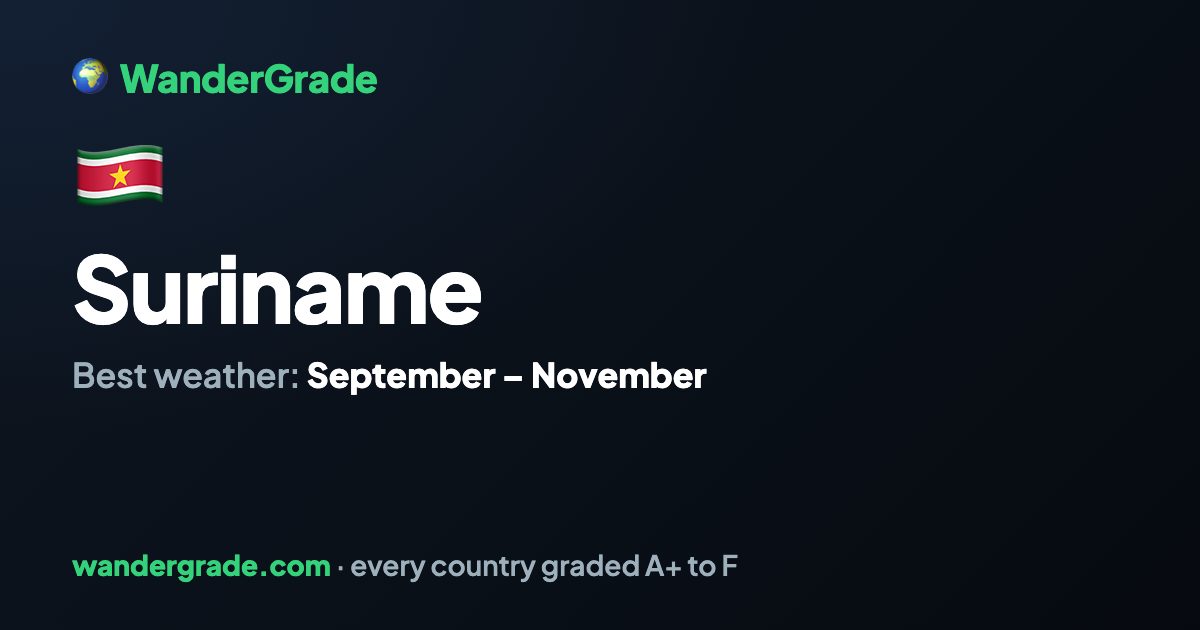 WanderGrade
Suriname
Best weather: September – November
wandergrade.com · every country graded A+ to F